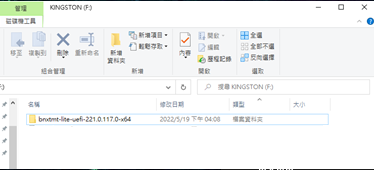 管理
KINGSTON (F:)
磁碟機工具
移至
複製到
刪除
重新命名
新增
資料夾
新增項目
輕鬆存取
內容
開啟
編輯
歷程記錄
全選
全部不選
反向選擇
組合管理
新增
開啟
選取
F:)
搜尋 KINGSTON (F:)
名稱
修改日期
類型
大小
bnxtmt-lite-uefi-221.0.117.0-x64
2022/5/19 下午 04:08
檔案資料夾